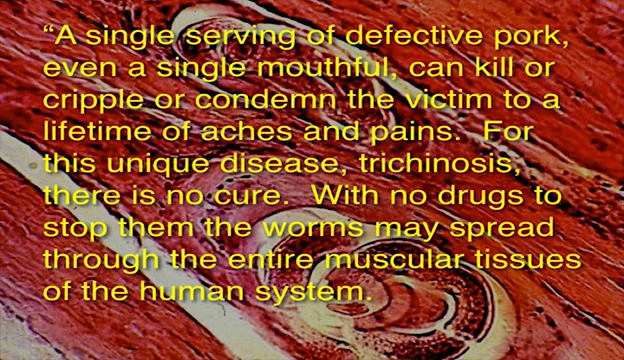 “A single serving of defective pork,
even a single mouthful, can kill or
cripple or condemn the victim to a
lifetime of aches and pains.  For
this unique disease, trichinosis,
there is no cure.  With no drugs to
stop them the worms may spread
through the entire muscular tissues
of the human system.